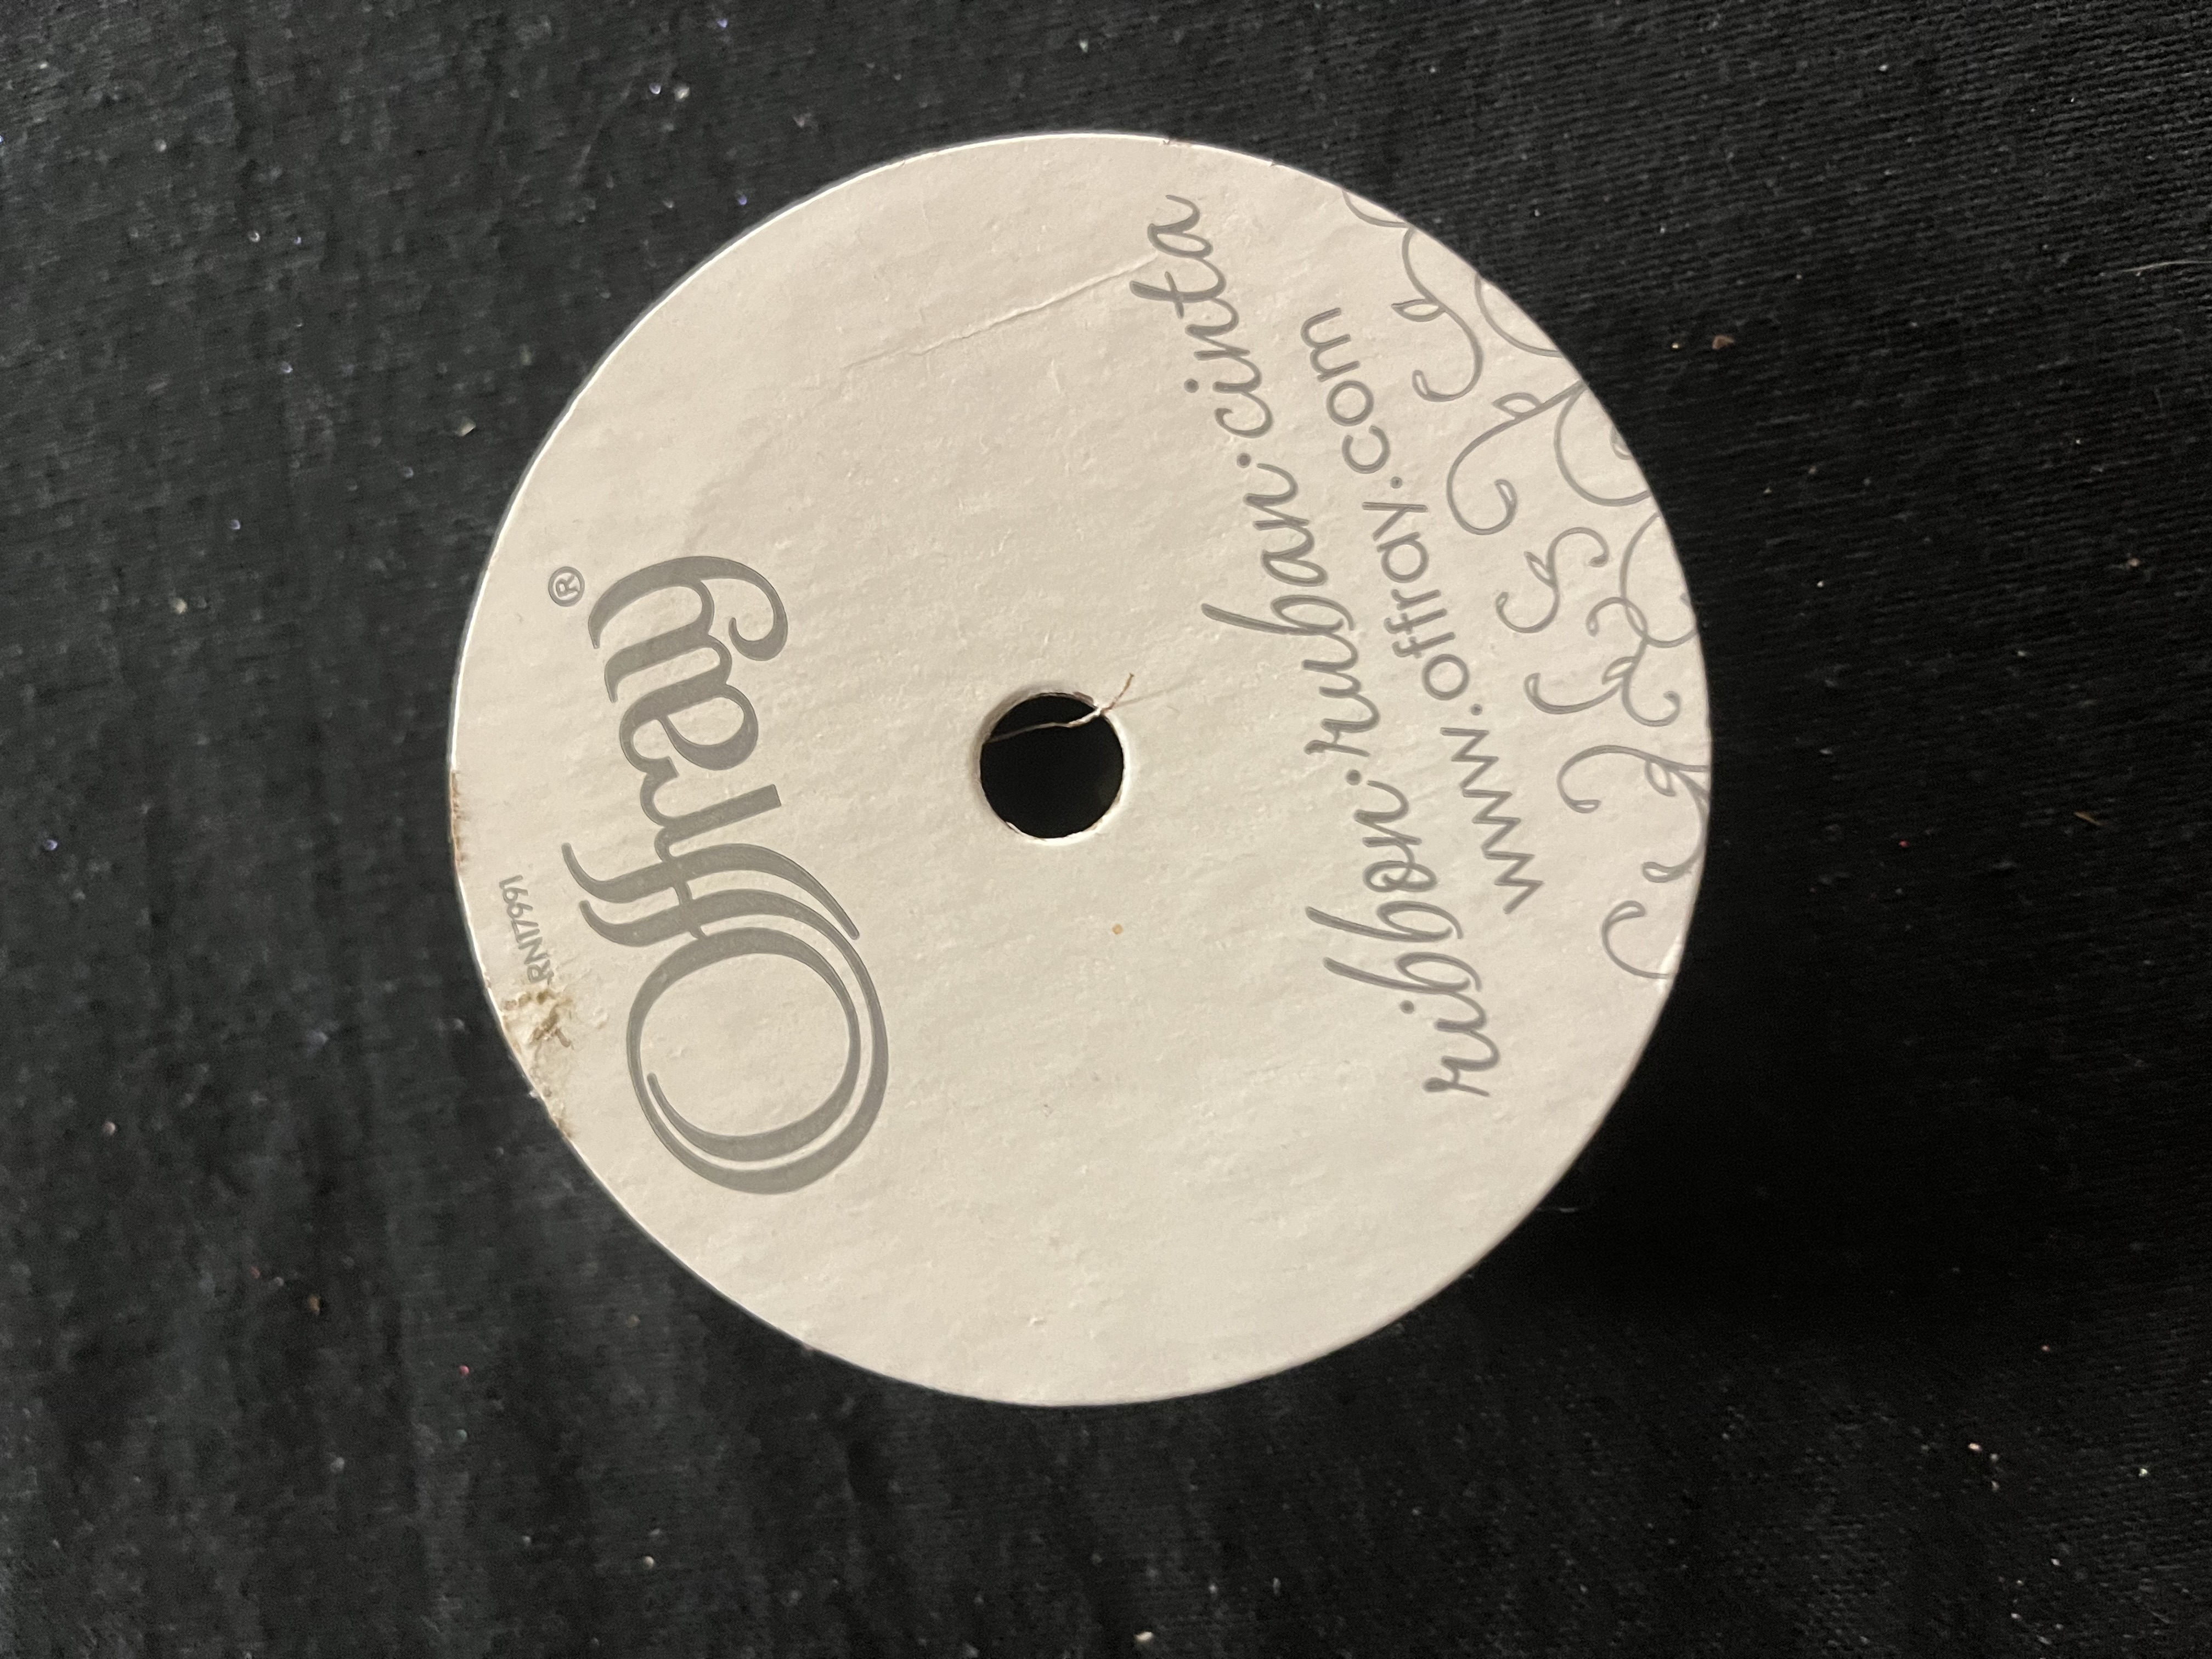 RN17991
Offray®
ribbon·ruban·cinta
www.offray.com